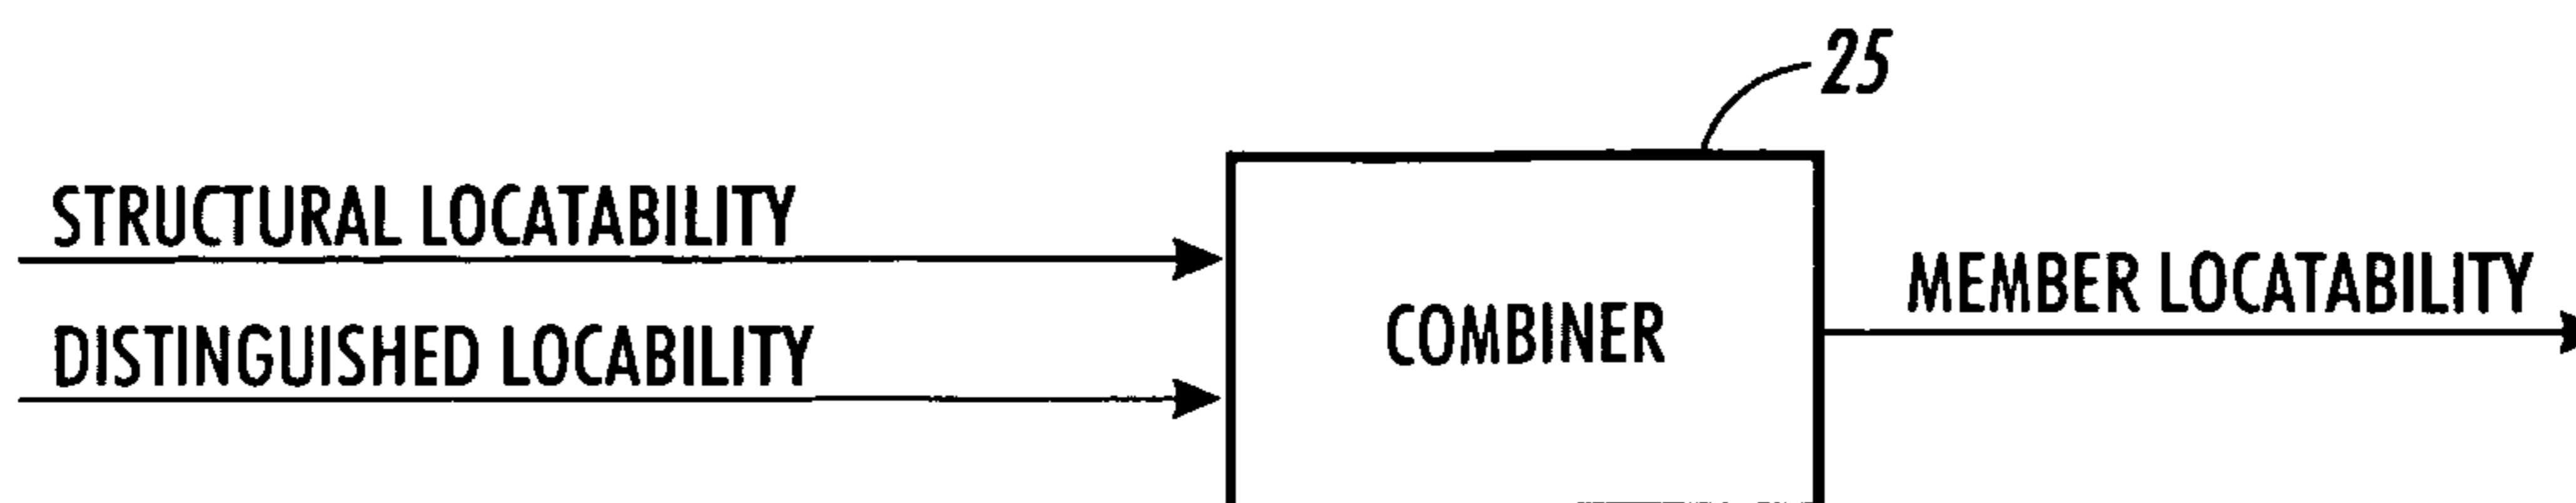 25
STRUCTURAL LOCATABILITY
MEMBER LOCATABILITY
COMBINER
DISTINGUISHED LOCABILITY